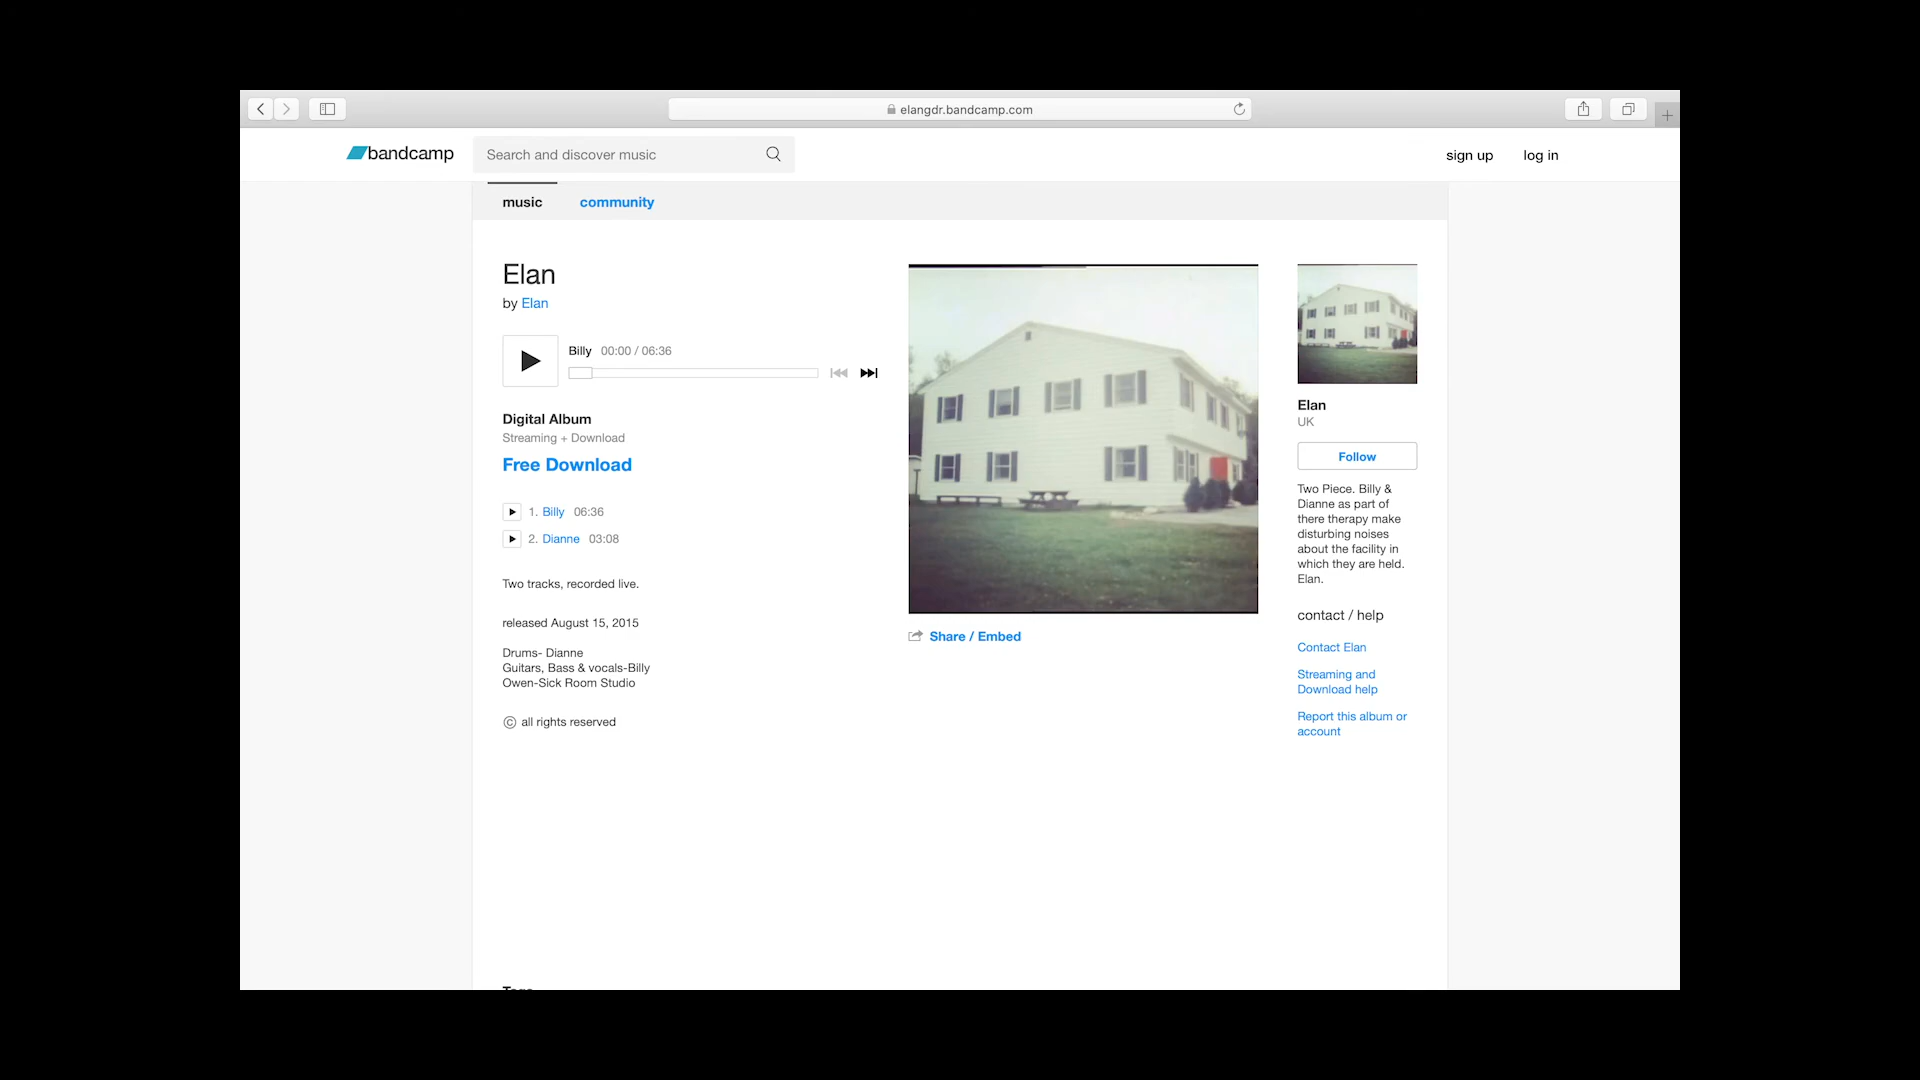 elangdr.bandcamp.com
bandcamp
Search and discover music
sign up
log in
music
community
Elan
by Elan
Billy 00:00 / 06:36
Digital Album
Streaming + Download
Free Download
1. Billy 06:36
2. Dianne 03:08
Two tracks, recorded live.
released August 15, 2015
Drums- Dianne
Guitars, Bass & vocals-Billy
Owen-Sick Room Studio
© all rights reserved
Share / Embed
Elan
UK
Follow
Two Piece. Billy &
Dianne as part of
there therapy make
disturbing noises
about the facility in
which they are held.
Elan.
contact / help
Contact Elan
Streaming and
Download help
Report this album or
account